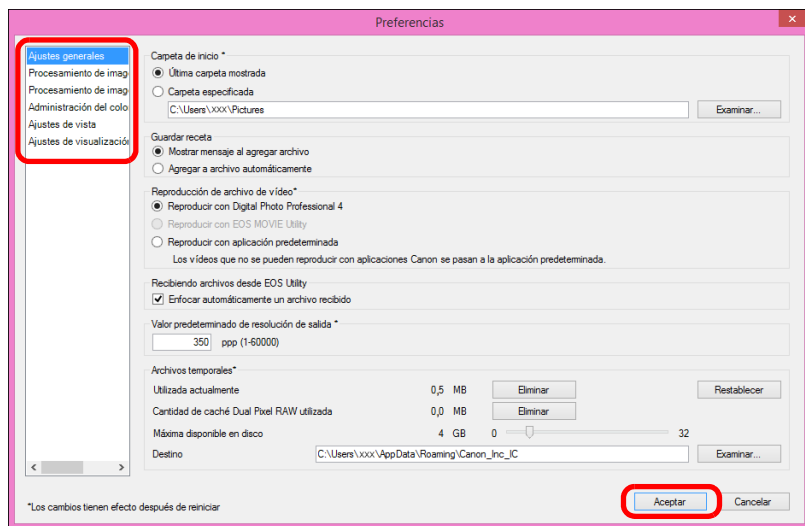 Preferencias
Ajustes generales
Procesamiento de imag
Procesamiento de imag
Administración del colo
Ajustes de vista
Ajustes de visualización
Carpeta de inicio *
Última carpeta mostrada
Carpeta especificada
C:\Users\xxx\Pictures
Examinar...
Guardar receta
Mostrar mensaje al agregar archivo
Agregar a archivo automáticamente
Reproducción de archivo de vídeo*
Reproducir con Digital Photo Professional 4
Reproducir con EOS MOVIE Utility
Reproducir con aplicación predeterminada
Los vídeos que no se pueden reproducir con aplicaciones Canon se pasan a la aplicación predeterminada.
Recibiendo archivos desde EOS Utility
Enfocar automáticamente un archivo recibido
Valor predeterminado de resolución de salida *
350 ppp (1-60000)
Archivos temporales*
Utilizada actualmente 0,5 MB Eliminar Restablecer
Cantidad de caché Dual Pixel RAW utilizada 0,0 MB Eliminar
Máxima disponible en disco 4 GB 0 32
Destino C:\Users\xxx\AppData\Roaming\Canon_Inc_IC Examinar...
*Los cambios tienen efecto después de reiniciar
Aceptar Cancelar